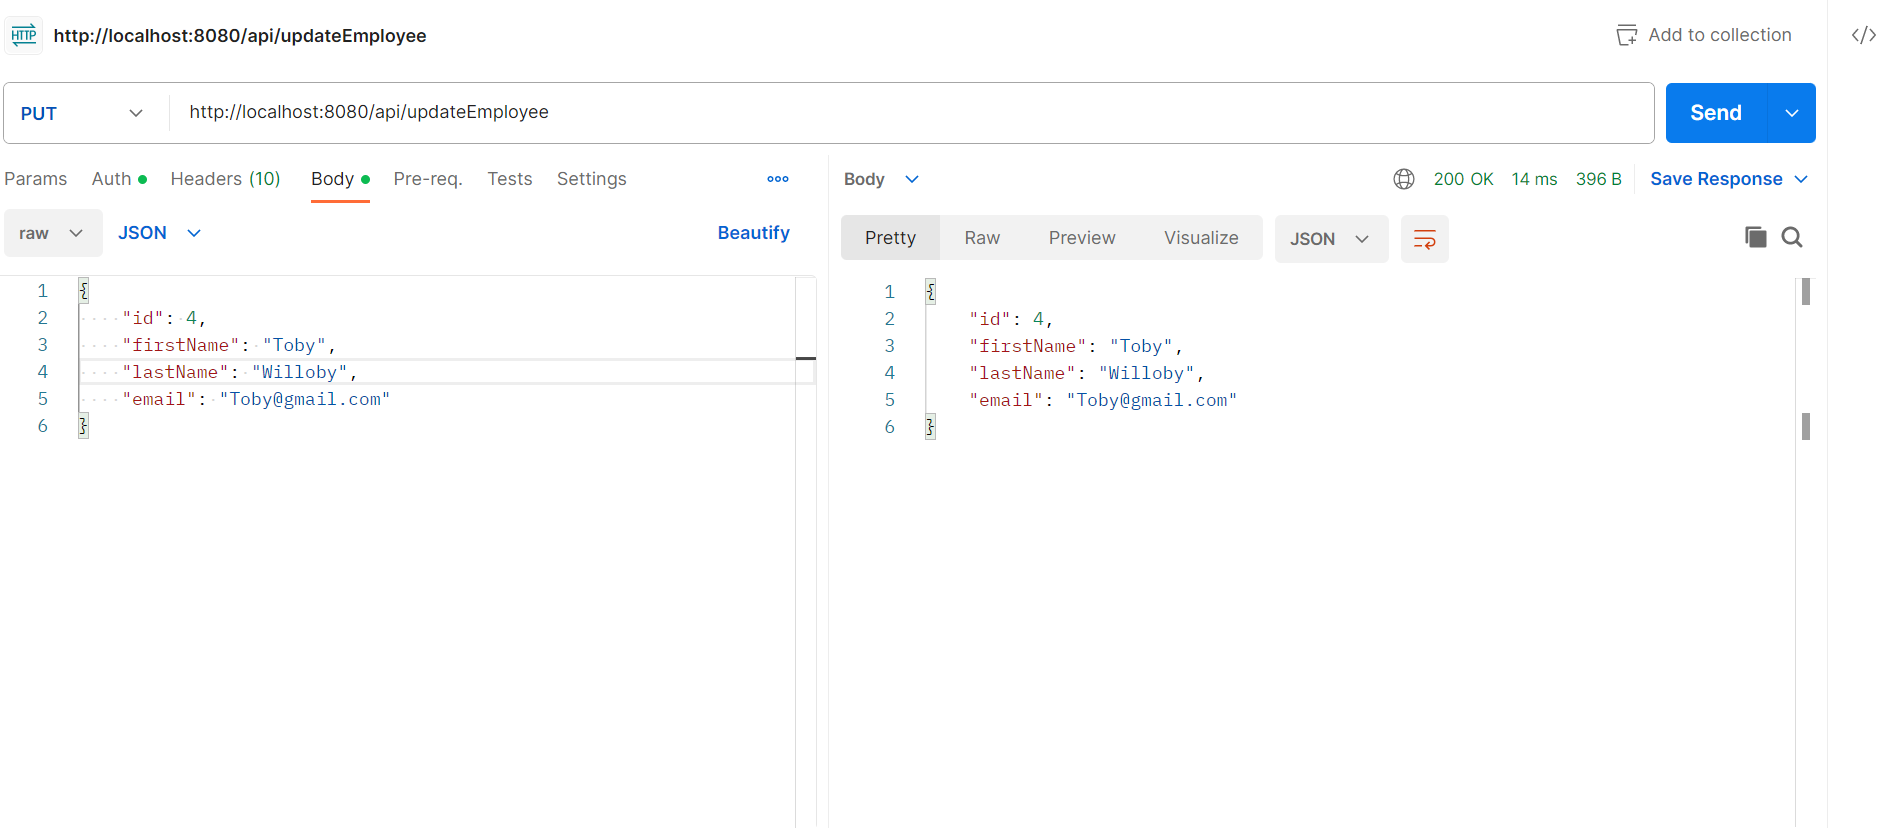 HTTP http://localhost:8080/api/updateEmployee Add to collection </>
PUT http://localhost:8080/api/updateEmployee Send
Params Auth Headers (10) Body Pre-req. Tests Settings
Body 200 OK 14 ms 396 B Save Response
raw JSON Beautify
Pretty Raw Preview Visualize JSON
1 {
2 "id": 4,
3 "firstName": "Toby",
4 "lastName": "Willoby",
5 "email": "Toby@gmail.com"
6 }
1 {
2 "id": 4,
3 "firstName": "Toby",
4 "lastName": "Willoby",
5 "email": "Toby@gmail.com"
6 }